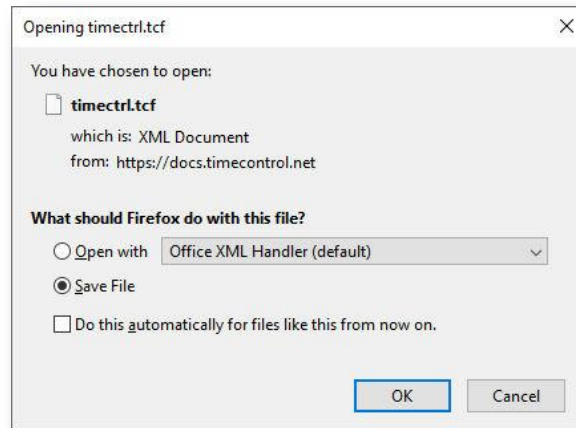 Opening timectrl.tcf
You have chosen to open:
timectrl.tcf
which is: XML Document
from: https://docs.timecontrol.net
What should Firefox do with this file?
Open with Office XML Handler (default)
Save File
Do this automatically for files like this from now on.
OK Cancel